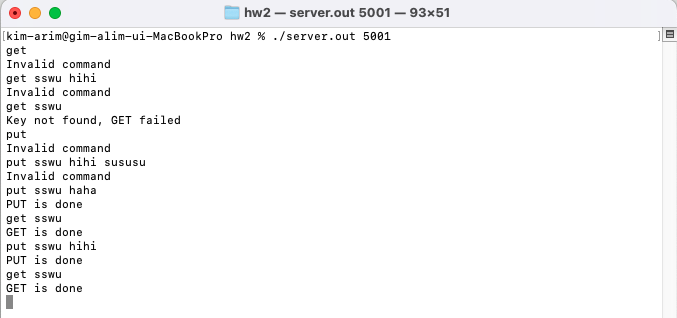 hw2 — server.out 5001 — 93×51
[kim-arim@gim-alim-ui-MacBookPro hw2 % ./server.out 5001 ]
get
Invalid command
get sswu hihi
Invalid command
get sswu
Key not found, GET failed
put
Invalid command
put sswu hihi sususu
Invalid command
put sswu haha
PUT is done
get sswu
GET is done
put sswu hihi
PUT is done
get sswu
GET is done